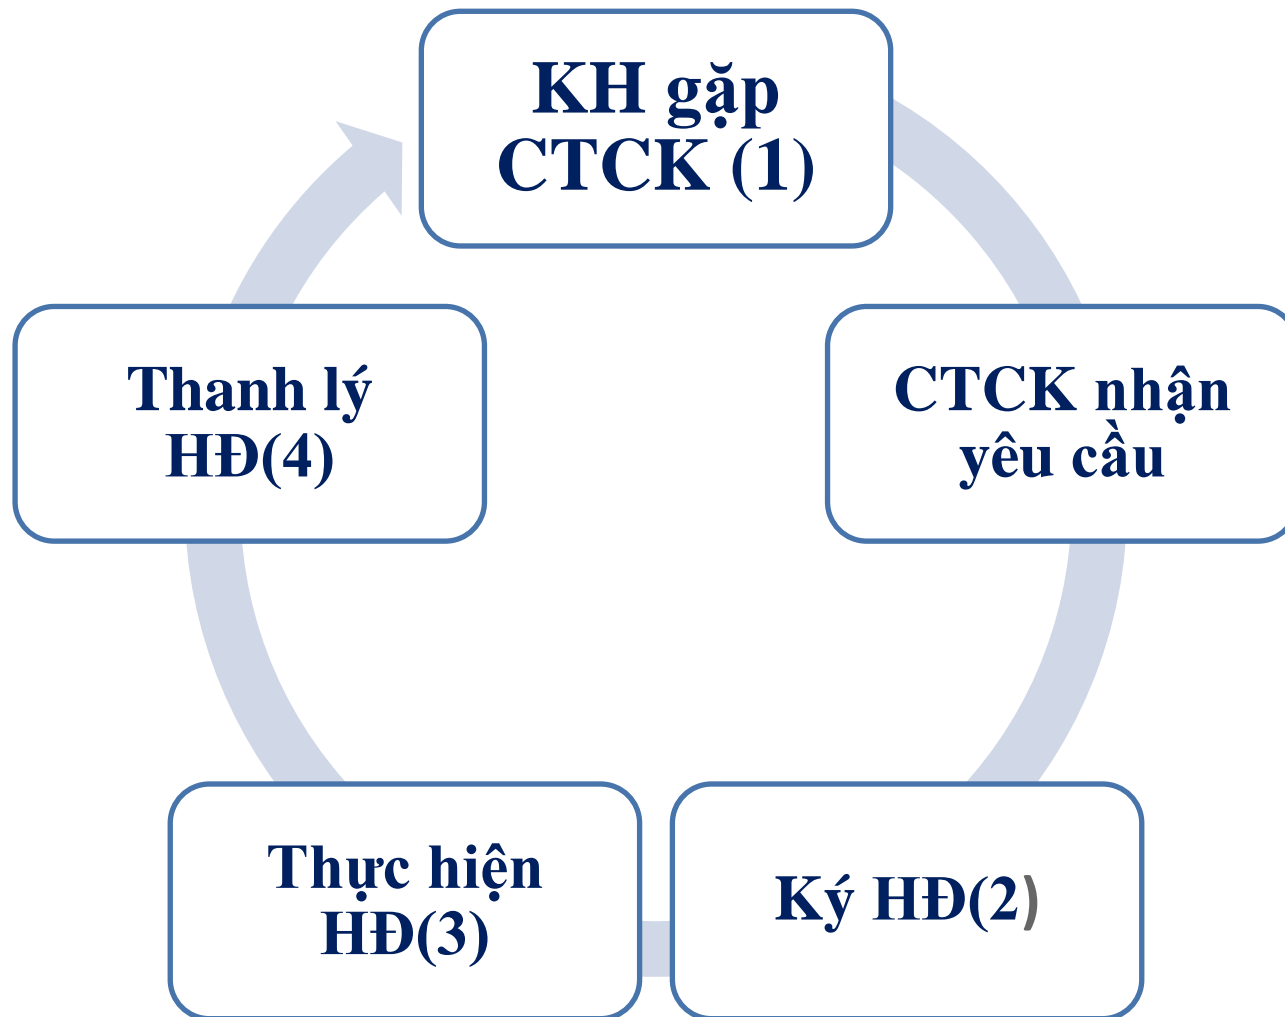 KH gặp
CTCK (1)
CTCK nhận
yêu cầu
Ký HĐ(2)
Thực hiện
HĐ(3)
Thanh lý
HĐ(4)